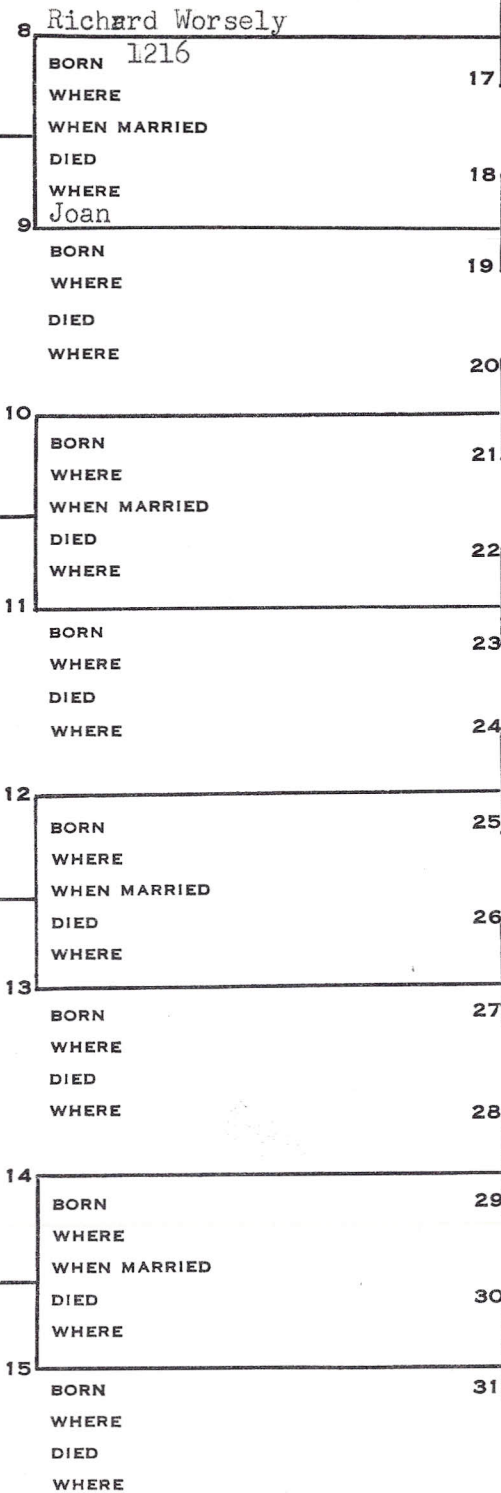 8 Richard Worsely
BORN 1216
17
WHERE
WHEN MARRIED
DIED
18
WHERE
9 Joan
BORN
19
WHERE
DIED
WHERE
20
10
BORN
21
WHERE
WHEN MARRIED
DIED
22
WHERE
11
BORN
23
WHERE
DIED
WHERE
24
12
BORN
25
WHERE
WHEN MARRIED
DIED
26
WHERE
13
BORN
27
WHERE
DIED
WHERE
28
14
BORN
29
WHERE
WHEN MARRIED
DIED
30
WHERE
15
BORN
31
WHERE
DIED
WHERE